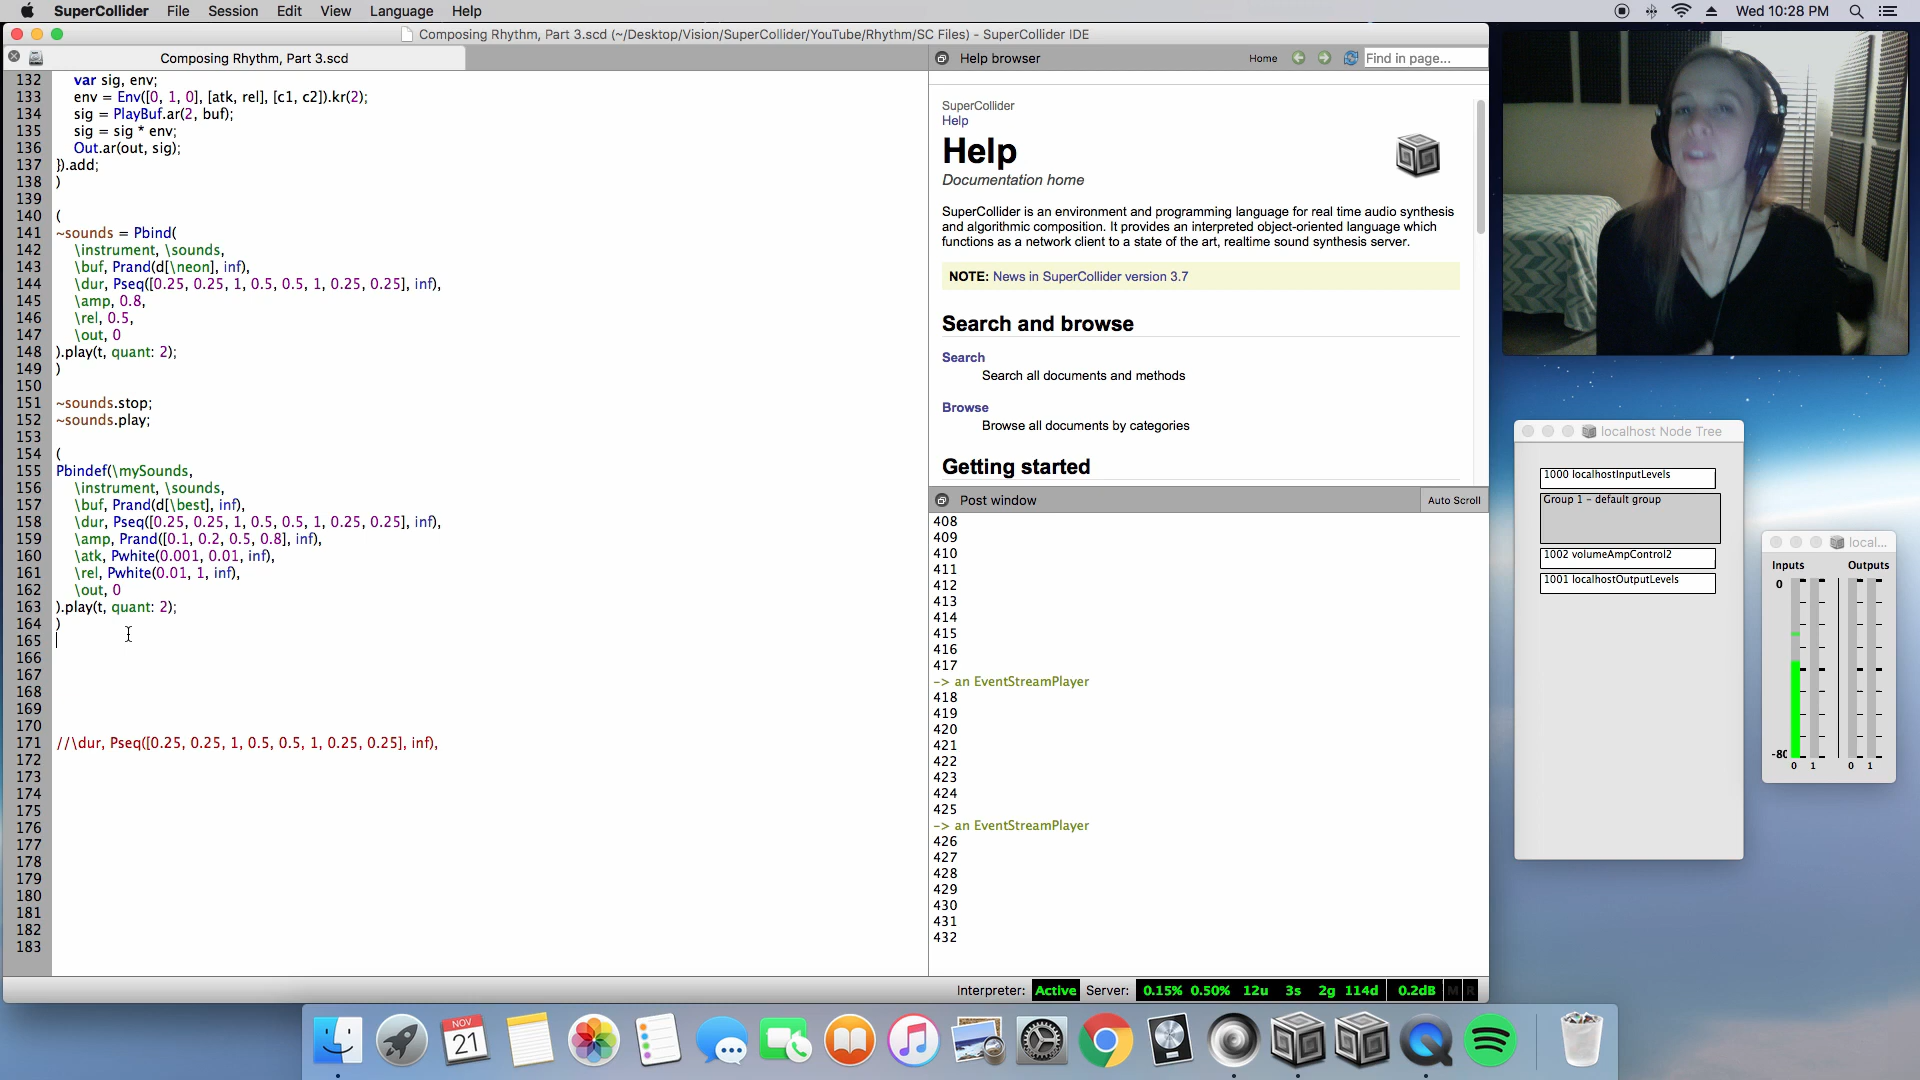 SuperCollider File Session Edit View Language Help
Wed 10:28 PM
Composing Rhythm, Part 3.scd (~/Desktop/Vision/SuperCollider/YouTube/Rhythm/SC Files) - SuperCollider IDE
Composing Rhythm, Part 3.scd
132 var sig, env;
133 env = Env([0, 1, 0], [atk, rel], [c1, c2]).kr(2);
134 sig = PlayBuf.ar(2, buf);
135 sig = sig * env;
136 Out.ar(out, sig);
137 }).add;
138 )
139
140 (
141 ~sounds = Pbind(
142 \instrument, \sounds,
143 \buf, Prand(d[\neon], inf),
144 \dur, Pseq([0.25, 0.25, 1, 0.5, 0.5, 1, 0.25, 0.25], inf),
145 \amp, 0.8,
146 \rel, 0.5,
147 \out, 0
148 ).play(t, quant: 2);
149 )
150
151 ~sounds.stop;
152 ~sounds.play;
153
154 (
155 Pbindef(\mySounds,
156 \instrument, \sounds,
157 \buf, Prand(d[\best], inf),
158 \dur, Pseq([0.25, 0.25, 1, 0.5, 0.5, 1, 0.25, 0.25], inf),
159 \amp, Prand([0.1, 0.2, 0.5, 0.8], inf),
160 \atk, Pwhite(0.001, 0.01, inf),
161 \rel, Pwhite(0.01, 1, inf),
162 \out, 0
163 ).play(t, quant: 2);
164 )
165
166
167
168
169
170
171 //\dur, Pseq([0.25, 0.25, 1, 0.5, 0.5, 1, 0.25, 0.25], inf),
172
173
174
175
176
177
178
179
180
181
182
183
Help browser
Home
Find in page...
SuperCollider
Help
Help
Documentation home
SuperCollider is an environment and programming language for real time audio synthesis
and algorithmic composition. It provides an interpreted object-oriented language which
functions as a network client to a state of the art, realtime sound synthesis server.
NOTE: News in SuperCollider version 3.7
Search and browse
Search
Search all documents and methods
Browse
Browse all documents by categories
Getting started
Post window
Auto Scroll
408
409
410
411
412
413
414
415
416
417
-> an EventStreamPlayer
418
419
420
421
422
423
424
425
-> an EventStreamPlayer
426
427
428
429
430
431
432
Interpreter: Active Server: 0.15% 0.50% 12u 3s 2g 114d 0.2dB M R
localhost Node Tree
1000 localhostInputLevels
Group 1 - default group
1002 volumeAmpControl2
1001 localhostOutputLevels
local...
Inputs Outputs
0
-80
0 1 0 1
NOV
21